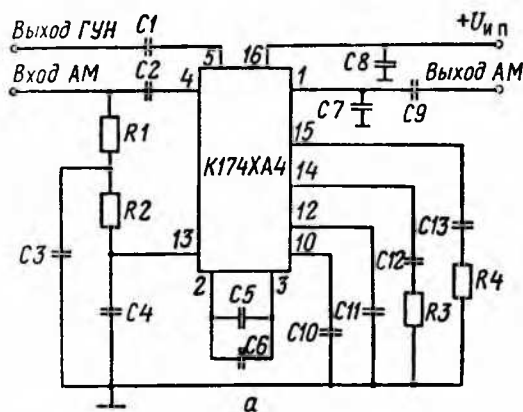 Выход ГУН
C1
+Uи п
5
16
C8
Вход АМ
C2
4
1
Выход АМ
C7
C9
R1
15
К174ХА4
14
R2
12
C13
C3
13
10
C12
2
3
R4
C4
C5
C11
R3
C10
C6
а